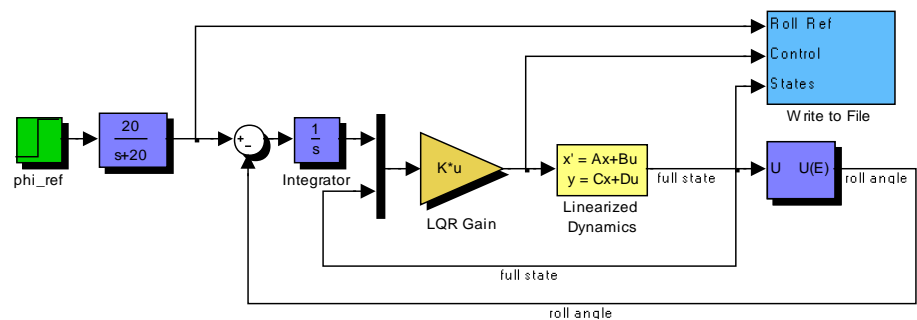 Roll Ref
Control
States
Write to File
phi_ref
20
s+20
+
−
1
s
Integrator
K*u
LQR Gain
x' = Ax+Bu
y = Cx+Du
Linearized
Dynamics
full state
U U(E)
roll angle
full state
roll angle